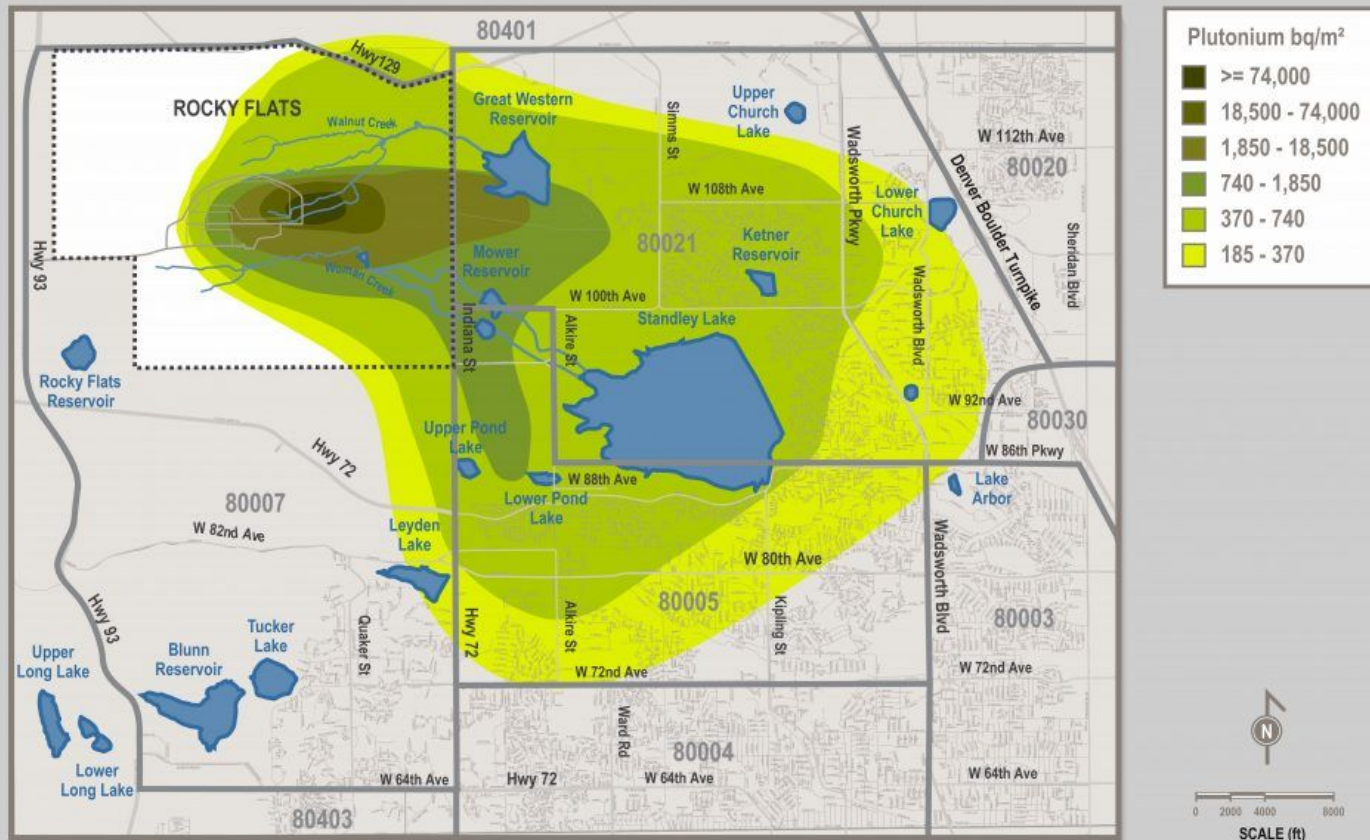 80401
Hwy129
ROCKY FLATS
Great Western
Reservoir
Walnut Creek
Simms St
Upper
Church
Lake
Wadsworth Pkwy
W 112th Ave
80020
Denver Boulder Turnpike
W 108th Ave
Lower
Church
Lake
Hwy 93
80021
Ketner
Reservoir
Sheridan Blvd
Mower
Reservoir
Woman Creek
W 100th Ave
Wadsworth Blvd
Indiana St
Alkire St
Standley Lake
Rocky Flats
Reservoir
W 92nd Ave
80030
Upper Pond
Lake
W 86th Pkwy
Hwy 72
W 88th Ave
Lower Pond
Lake
Lake
Arbor
80007
W 82nd Ave
Leyden
Lake
W 80th Ave
Wadsworth Blvd
Hwy 93
80005
80003
Quaker St
Hwy 72
Alkire St
Kipling St
Tucker
Lake
Upper
Long Lake
Blunn
Reservoir
W 72nd Ave
W 72nd Ave
Ward Rd
80004
Lower
Long Lake
W 64th Ave
Hwy 72
W 64th Ave
W 64th Ave
80403
Plutonium bq/m²
>= 74,000
18,500 - 74,000
1,850 - 18,500
740 - 1,850
370 - 740
185 - 370
N
0 2000 4000 8000
SCALE (ft)